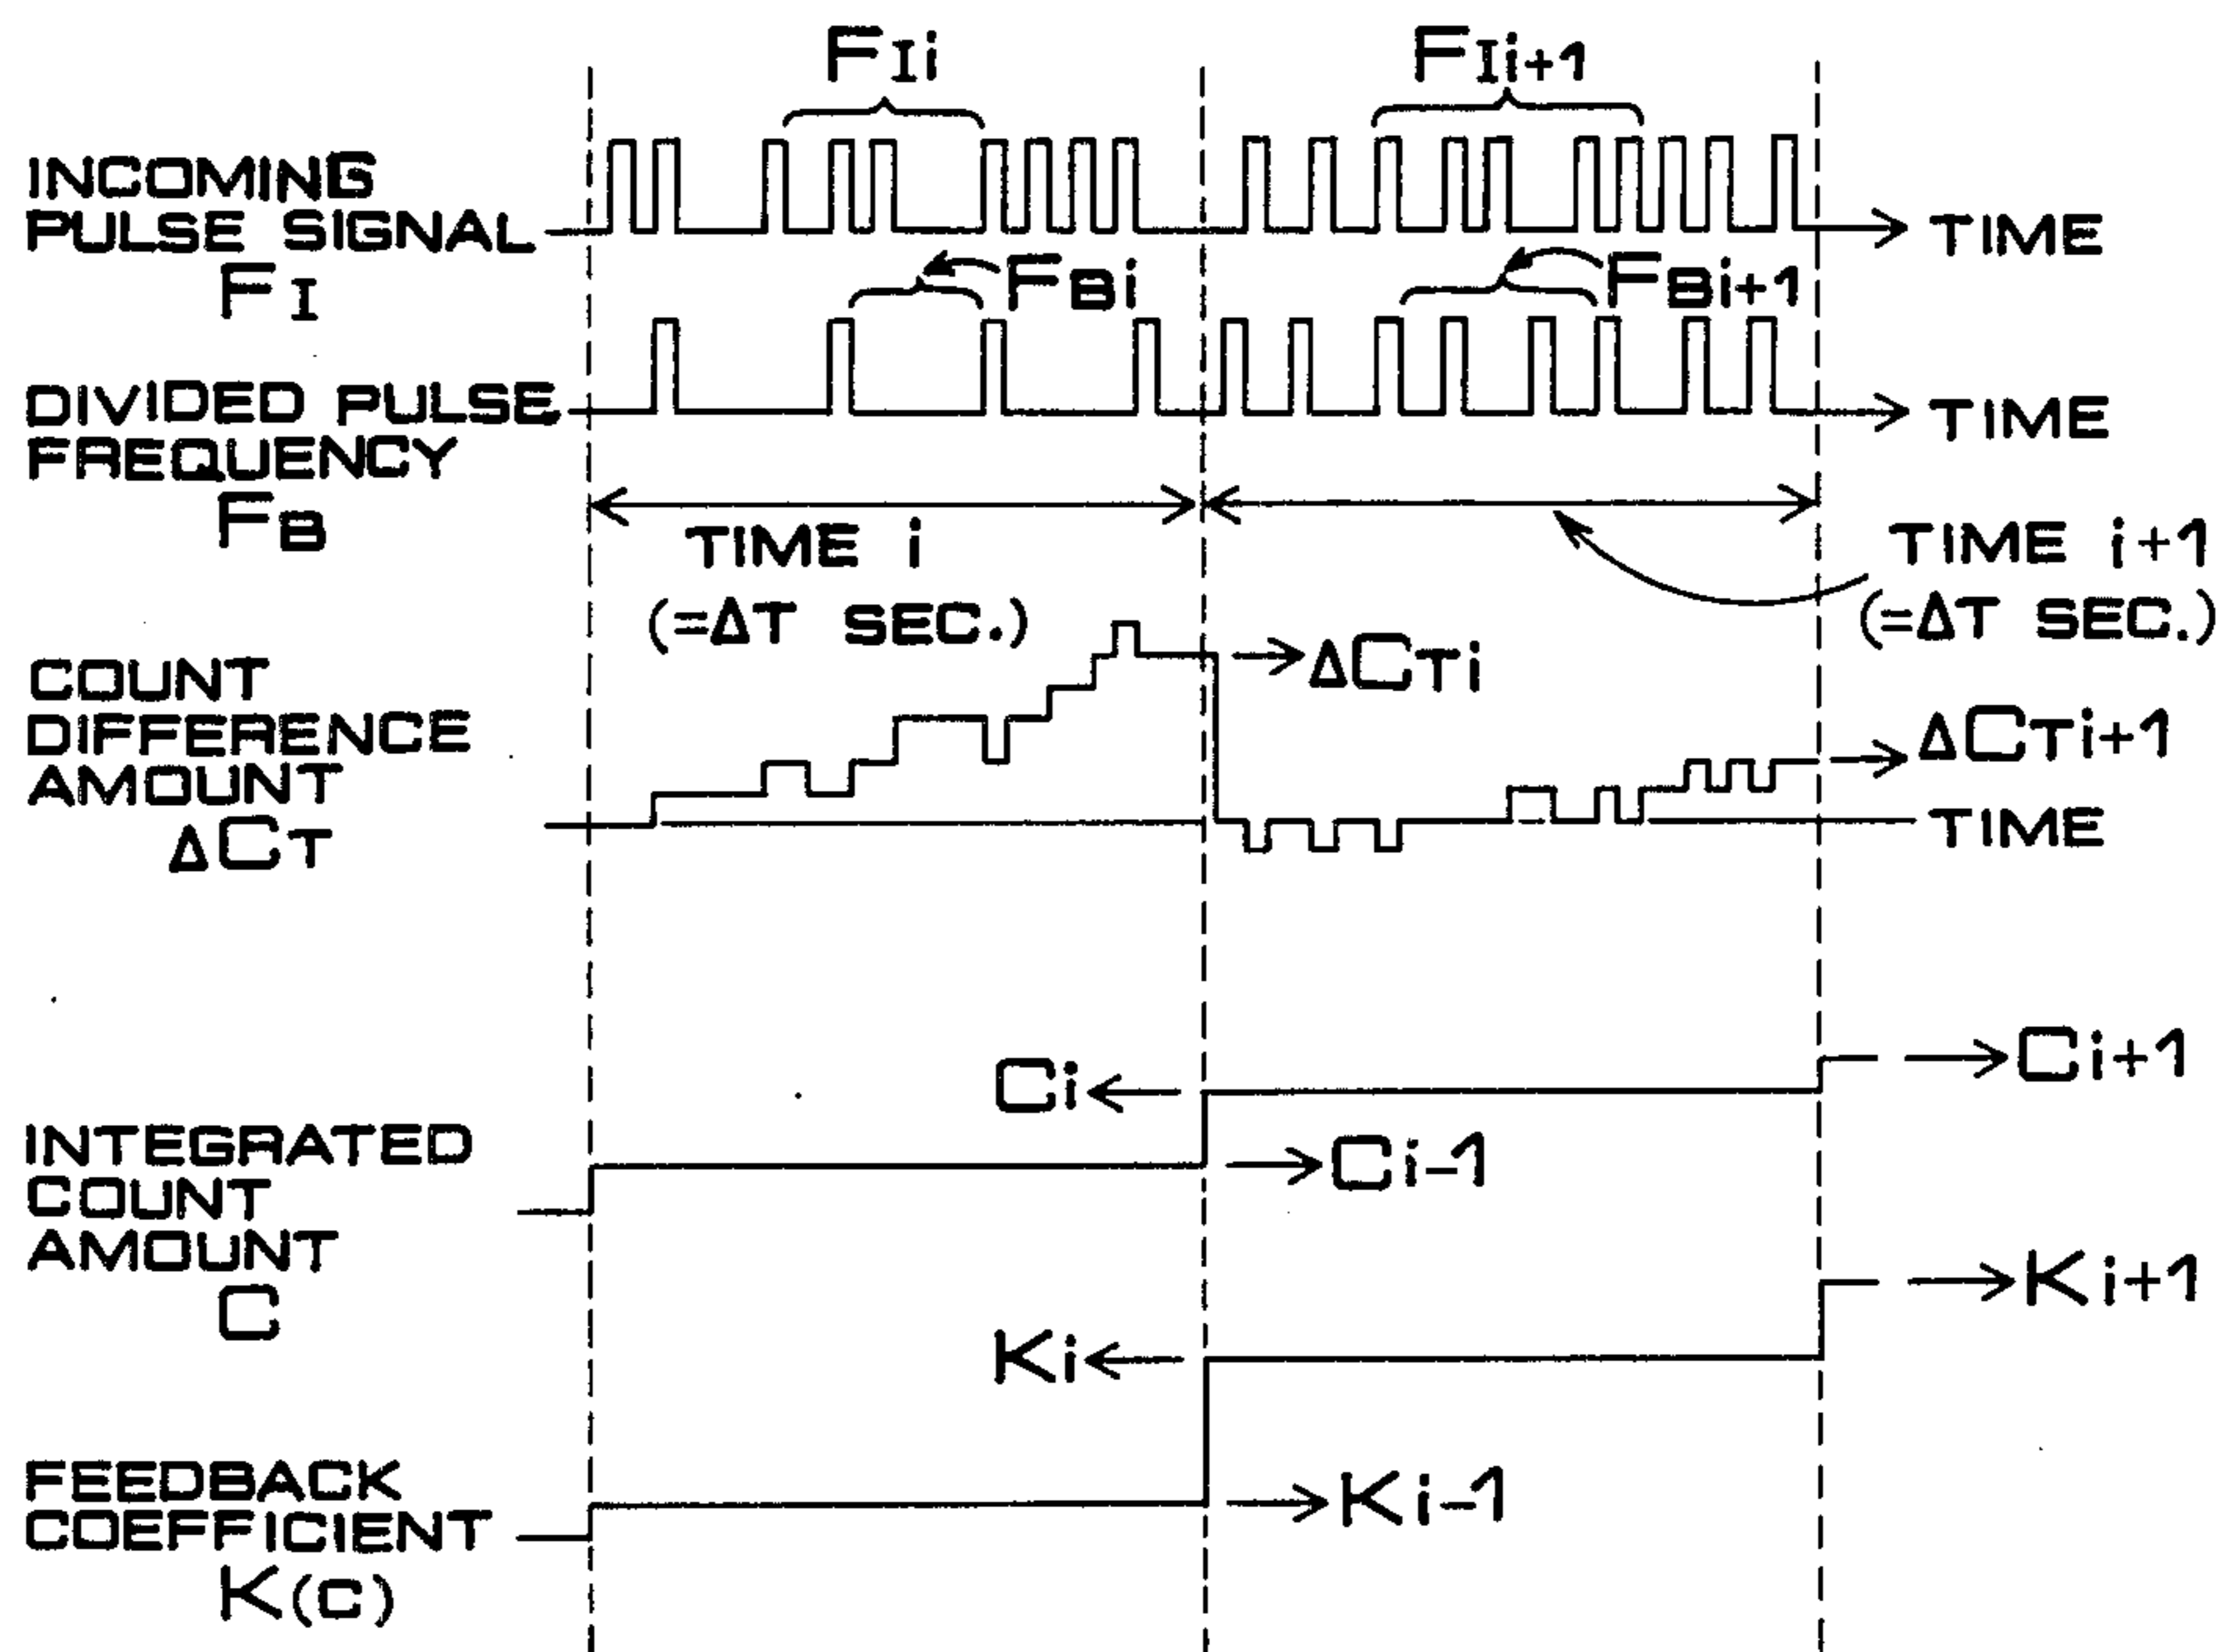 FIi
FIi+1
INCOMING
PULSE SIGNAL
FI
TIME
FBi
FBi+1
DIVIDED PULSE
FREQUENCY
FB
TIME
TIME i
(=ΔT SEC.)
TIME i+1
(=ΔT SEC.)
COUNT
DIFFERENCE
AMOUNT
ΔCT
ΔCTi
ΔCTi+1
TIME
Ci
Ci+1
Ci-1
INTEGRATED
COUNT
AMOUNT
C
Ki+1
Ki
Ki-1
FEEDBACK
COEFFICIENT
K(C)